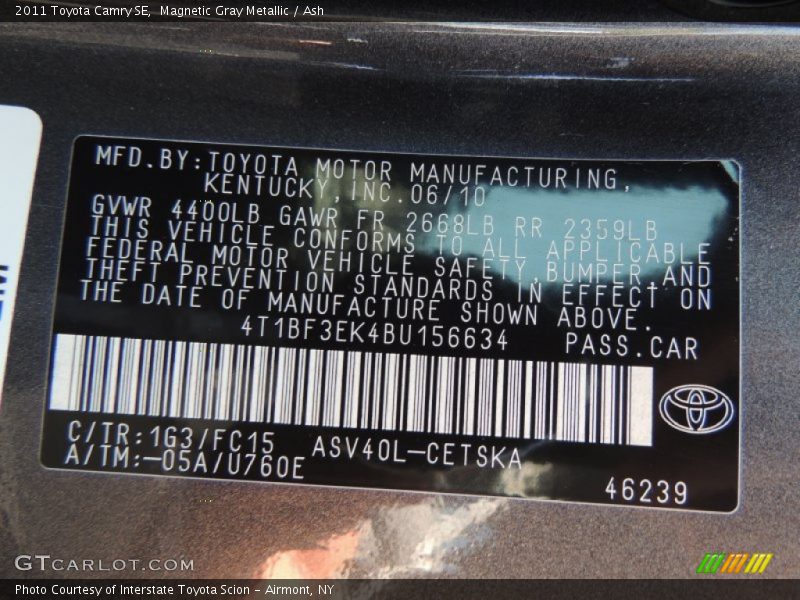 2011 Toyota Camry SE, Magnetic Gray Metallic / Ash
MFD.BY:TOYOTA MOTOR MANUFACTURING,
KENTUCKY,INC.06/10
GVWR 4400LB GAWR FR 2668LB RR 2359LB
THIS VEHICLE CONFORMS TO ALL APPLICABLE
FEDERAL MOTOR VEHICLE SAFETY,BUMPER,AND
THEFT PREVENTION STANDARDS IN EFFECT ON
THE DATE OF MANUFACTURE SHOWN ABOVE.
4T1BF3EK4BU156634 PASS.CAR
C/TR:1G3/FC15 ASV40L-CETSKA
A/TM:-05A/U760E
46239
GTCARLOT.COM
Photo Courtesy of Interstate Toyota Scion - Airmont, NY